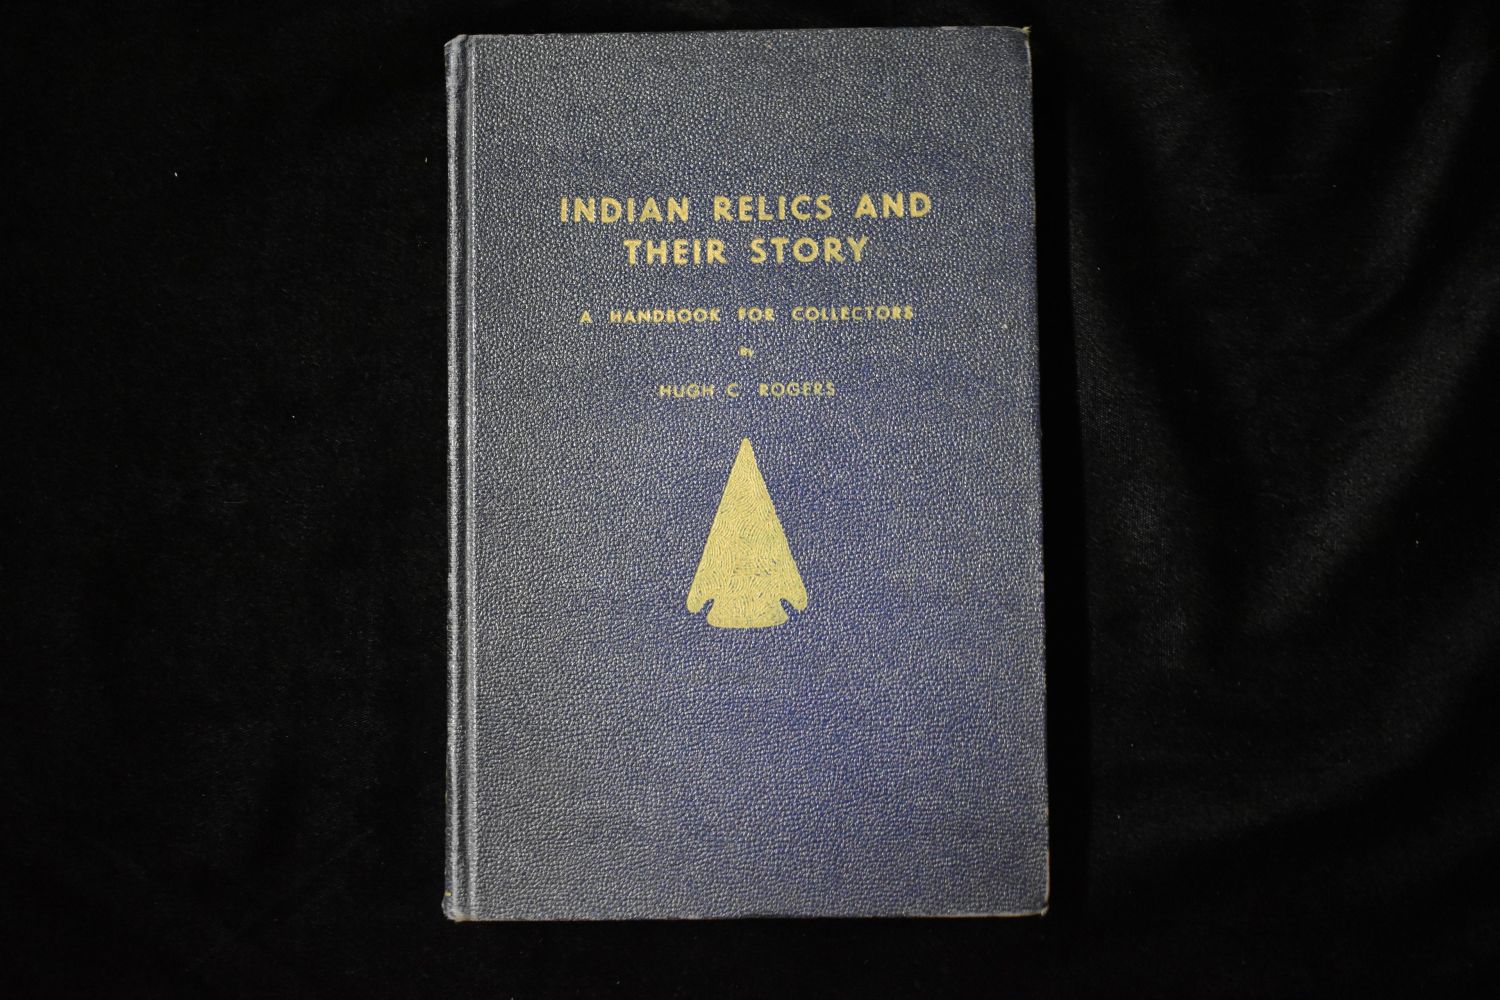 INDIAN RELICS AND
THEIR STORY
A HANDBOOK FOR COLLECTORS
By
HUGH C. ROGERS